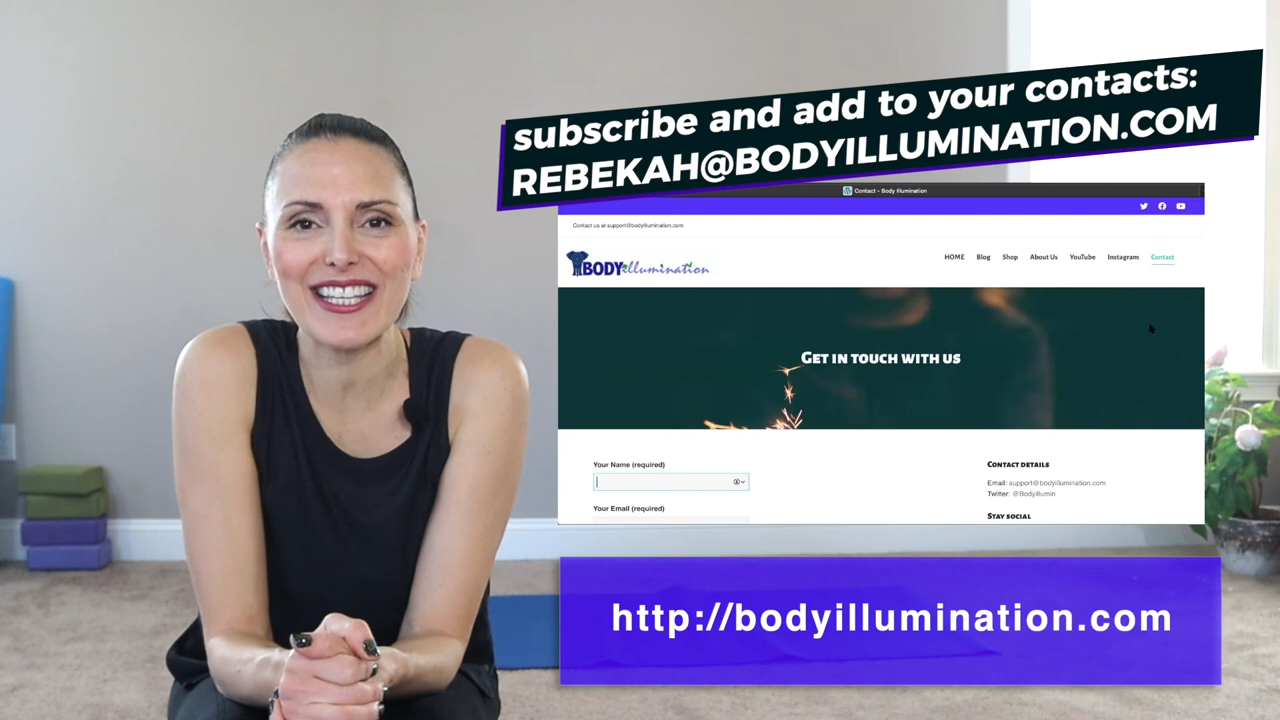 subscribe and add to your contacts:
REBEKAH@BODYILLUMINATION.COM
Contact - Body Illumination
Contact us at support@bodyillumination.com
BODYillumination
HOME Blog Shop About Us YouTube Instagram Contact
GET IN TOUCH WITH US
Your Name (required)
Your Email (required)
CONTACT DETAILS
Email: support@bodyillumination.com
Twitter: @BodyIllumin
STAY SOCIAL
http://bodyillumination.com